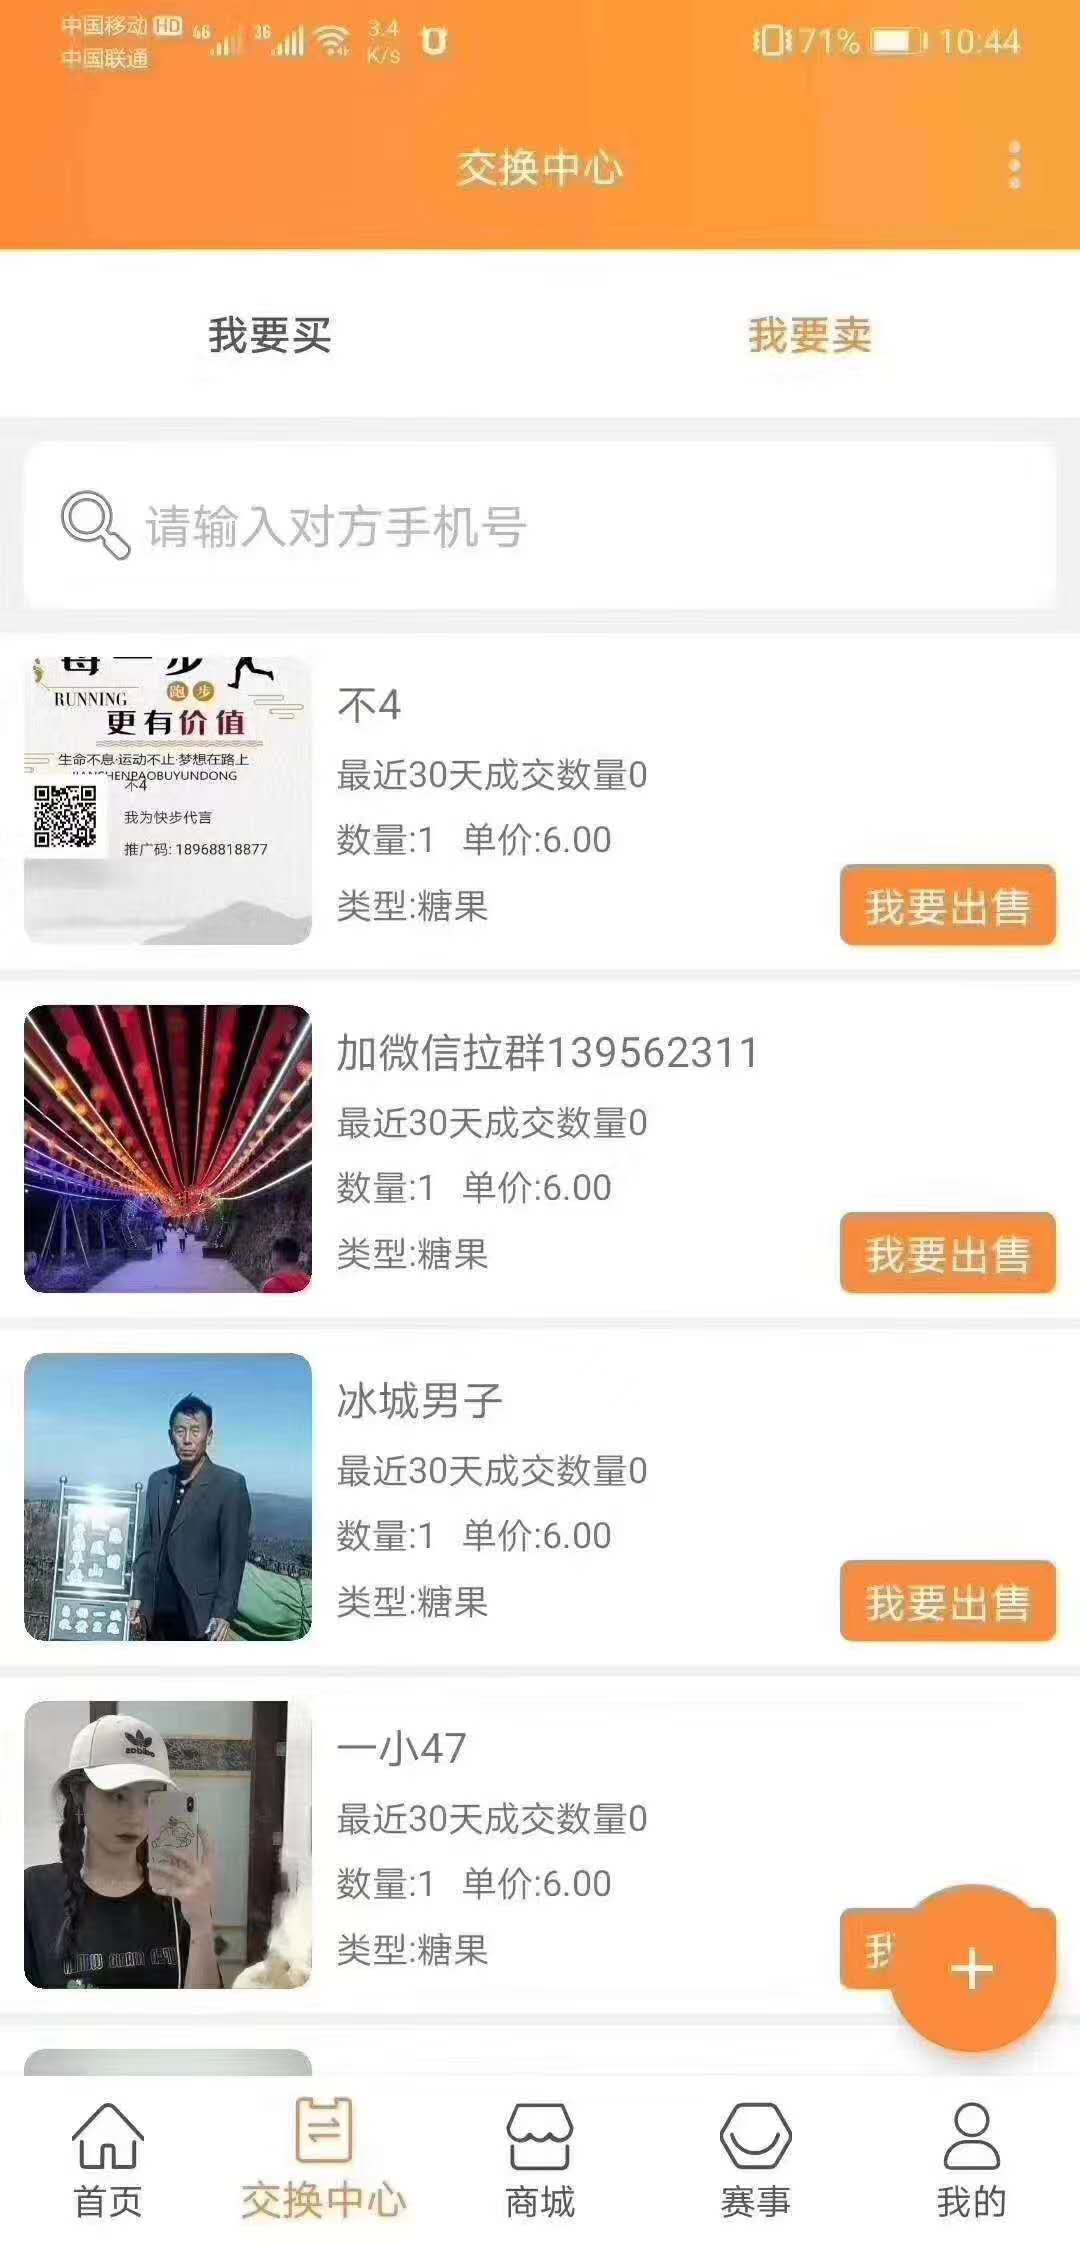 中国移动 HD 4G 3G 3.4 71% 10:44
中国联通 K/s
交换中心
我要买 我要卖
请输入对方手机号
每一步
RUNNING 跑步
更有价值
生命不息·运动不止·梦想在路上
JIANSHENPAOBUYUNDONG
不4
我为快步代言
推广码: 18968818877
不4
最近30天成交数量0
数量:1 单价:6.00
类型:糖果
我要出售
加微信拉群139562311
最近30天成交数量0
数量:1 单价:6.00
类型:糖果
我要出售
冰城男子
最近30天成交数量0
数量:1 单价:6.00
类型:糖果
我要出售
一小47
最近30天成交数量0
数量:1 单价:6.00
类型:糖果
我
+
首页 交换中心 商城 赛事 我的